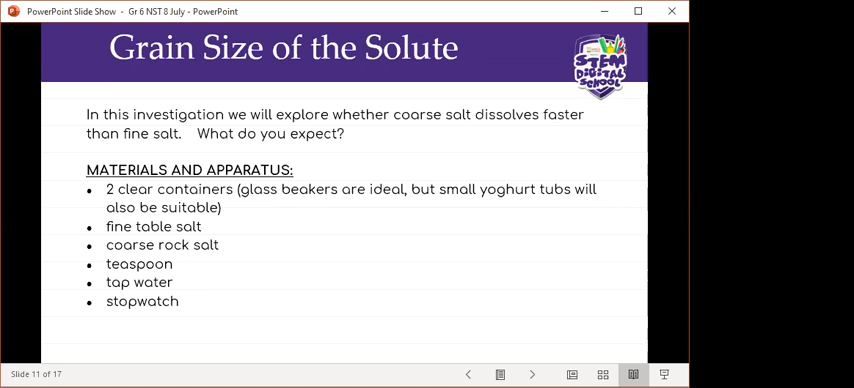 PowerPoint Slide Show - Gr 6 NST 8 July - PowerPoint
Grain Size of the Solute
STEM
DIGITAL
SCHOOL
In this investigation we will explore whether coarse salt dissolves faster
than fine salt. What do you expect?
MATERIALS AND APPARATUS:
• 2 clear containers (glass beakers are ideal, but small yoghurt tubs will
also be suitable)
• fine table salt
• coarse rock salt
• teaspoon
• tap water
• stopwatch
Slide 11 of 17